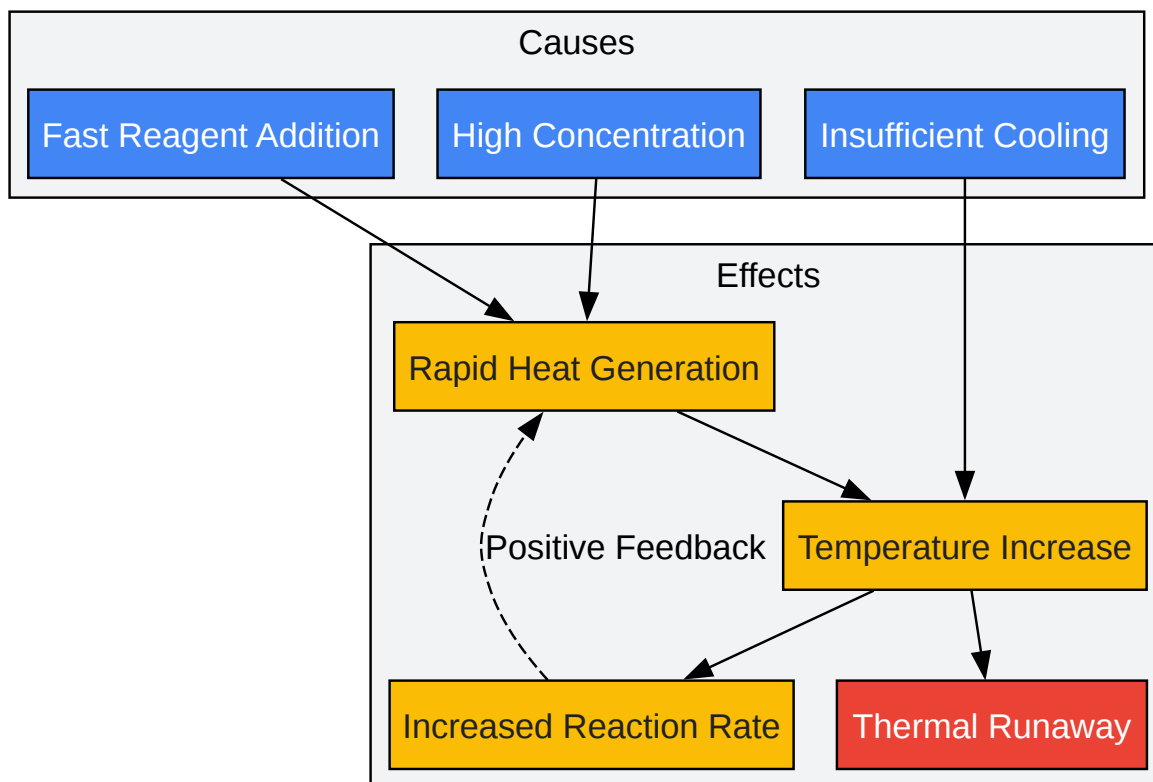 Causes
Fast Reagent Addition
High Concentration
Insufficient Cooling
Effects
Rapid Heat Generation
Positive Feedback
Temperature Increase
Increased Reaction Rate
Thermal Runaway